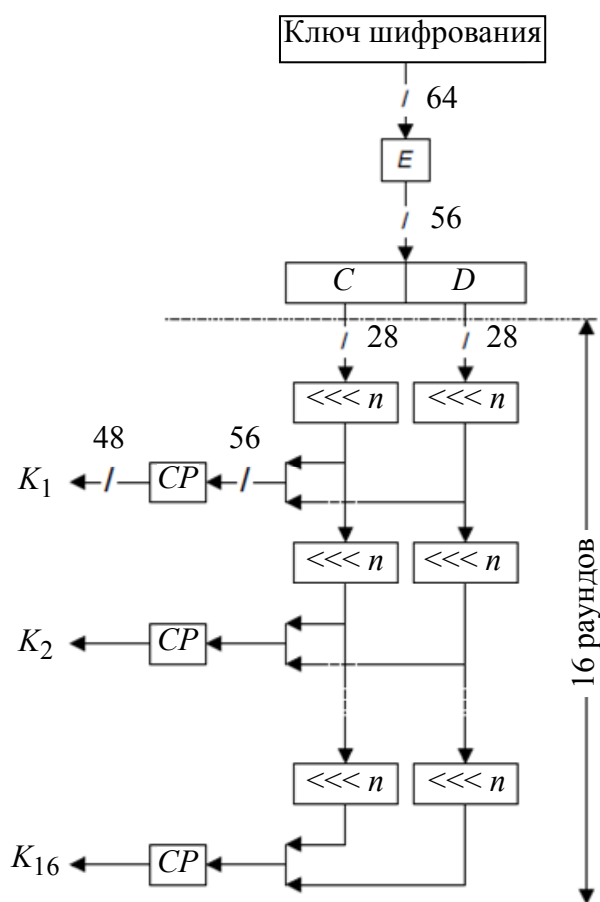 Ключ шифрования
64
E
56
C D
28 28
<<< n <<< n
48 56
K1 CP
<<< n <<< n
K2 CP
16 раундов
<<< n <<< n
K16 CP